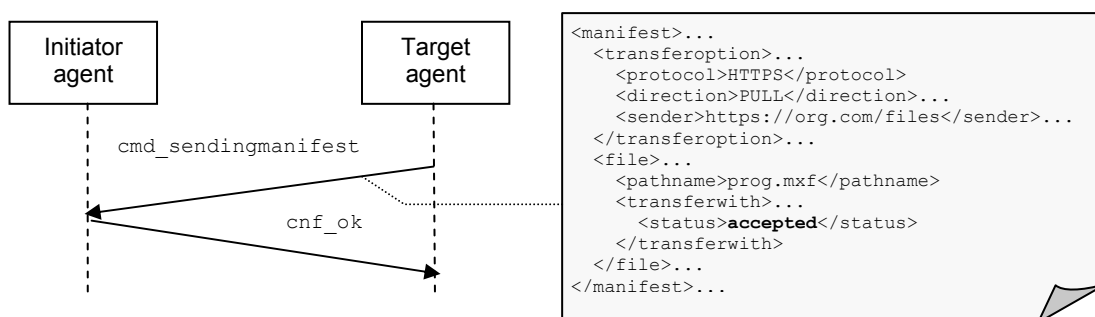 Initiator
agent
Target
agent
cmd_sendingmanifest
cnf_ok
<manifest>...
  <transferoption>...
    <protocol>HTTPS</protocol>
    <direction>PULL</direction>...
    <sender>https://org.com/files</sender>...
  </transferoption>...
  <file>...
    <pathname>prog.mxf</pathname>
    <transferwith>...
      <status>accepted</status>
    </transferwith>
  </file>...
</manifest>...